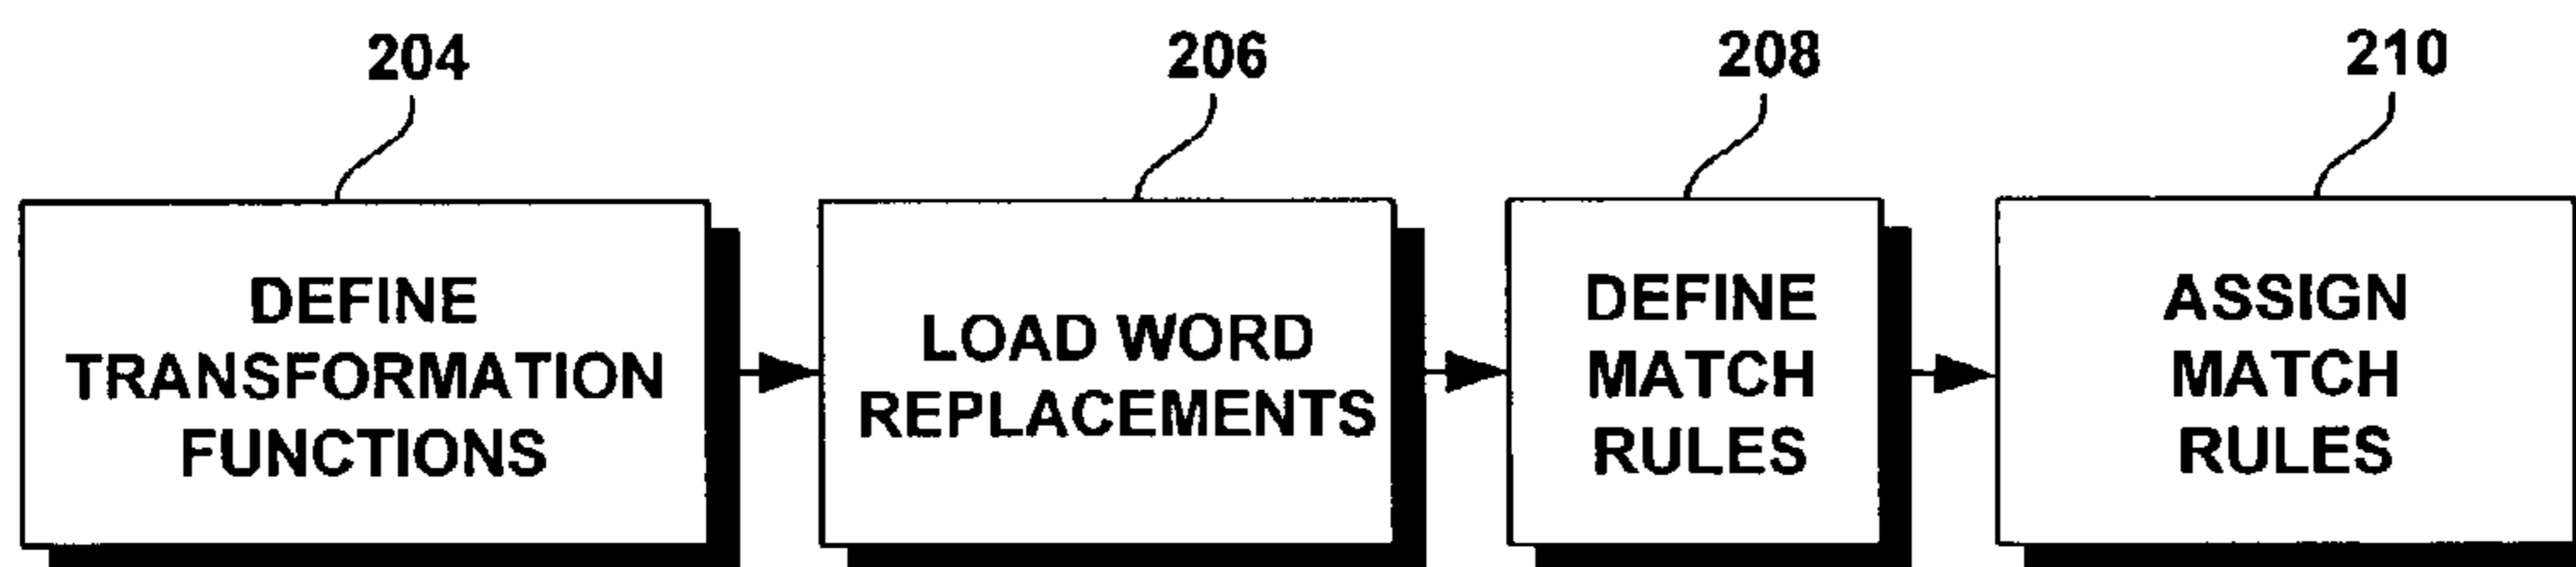 204
206
208
210
DEFINE
TRANSFORMATION
FUNCTIONS
LOAD WORD
REPLACEMENTS
DEFINE
MATCH
RULES
ASSIGN
MATCH
RULES